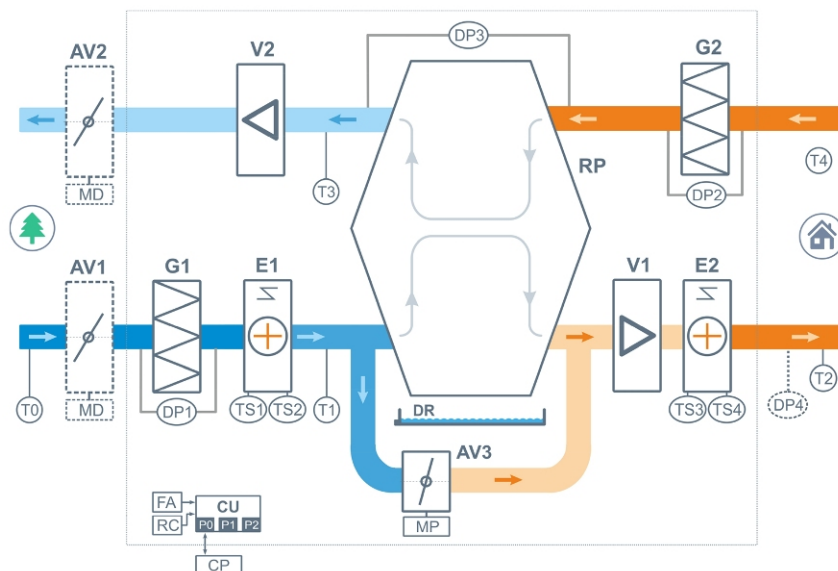 AV2
V2
DP3
G2
MD
T3
RP
DP2
T4
AV1
G1
E1
V1
E2
T0
MD
DP1
TS1
TS2
T1
DR
TS3
TS4
DP4
T2
AV3
MP
FA
RC
CU
P0 P1 P2
CP